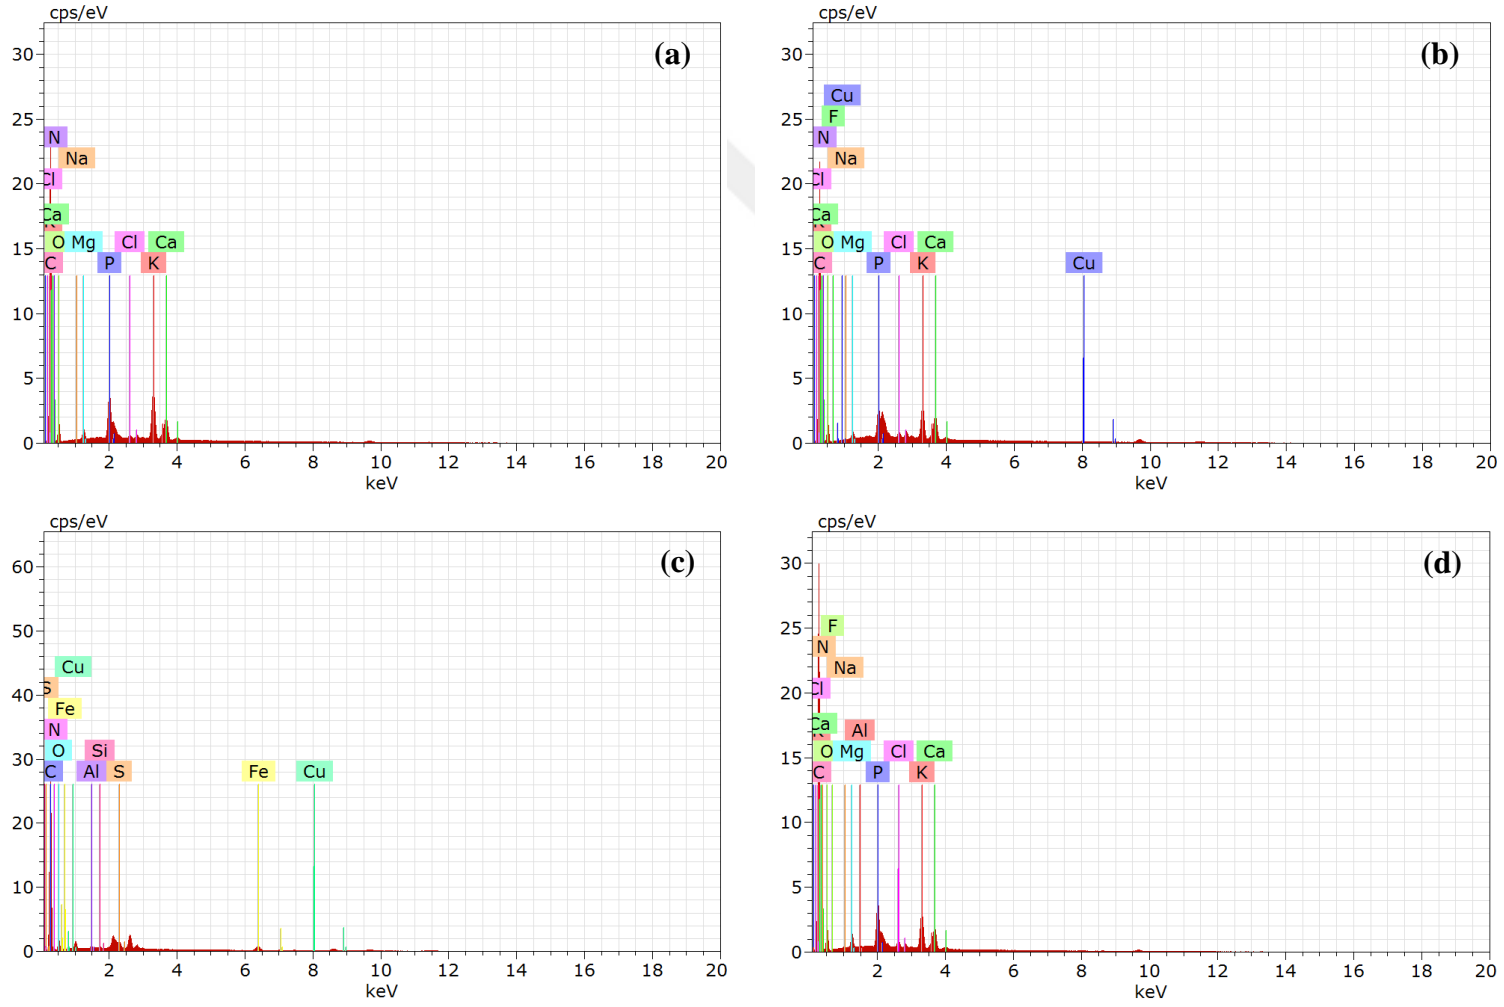 cps/eV
(a)
30
25
20
15
10
5
0
N
Na
Cl
Ca
K
O Mg Cl Ca
C P K
2 4 6 8 10 12 14 16 18 20
keV
cps/eV
(b)
30
25
20
15
10
5
0
Cu
F
N
Na
Cl
Ca
K
O Mg Cl Ca
C P K Cu
2 4 6 8 10 12 14 16 18 20
keV
cps/eV
(c)
60
50
40
30
20
10
0
Cu
S
Fe
N
O Si
C Al S Fe Cu
2 4 6 8 10 12 14 16 18 20
keV
cps/eV
(d)
30
25
20
15
10
5
0
F
N
Na
Cl
Ca
K Al
O Mg Cl Ca
C P K
2 4 6 8 10 12 14 16 18 20
keV